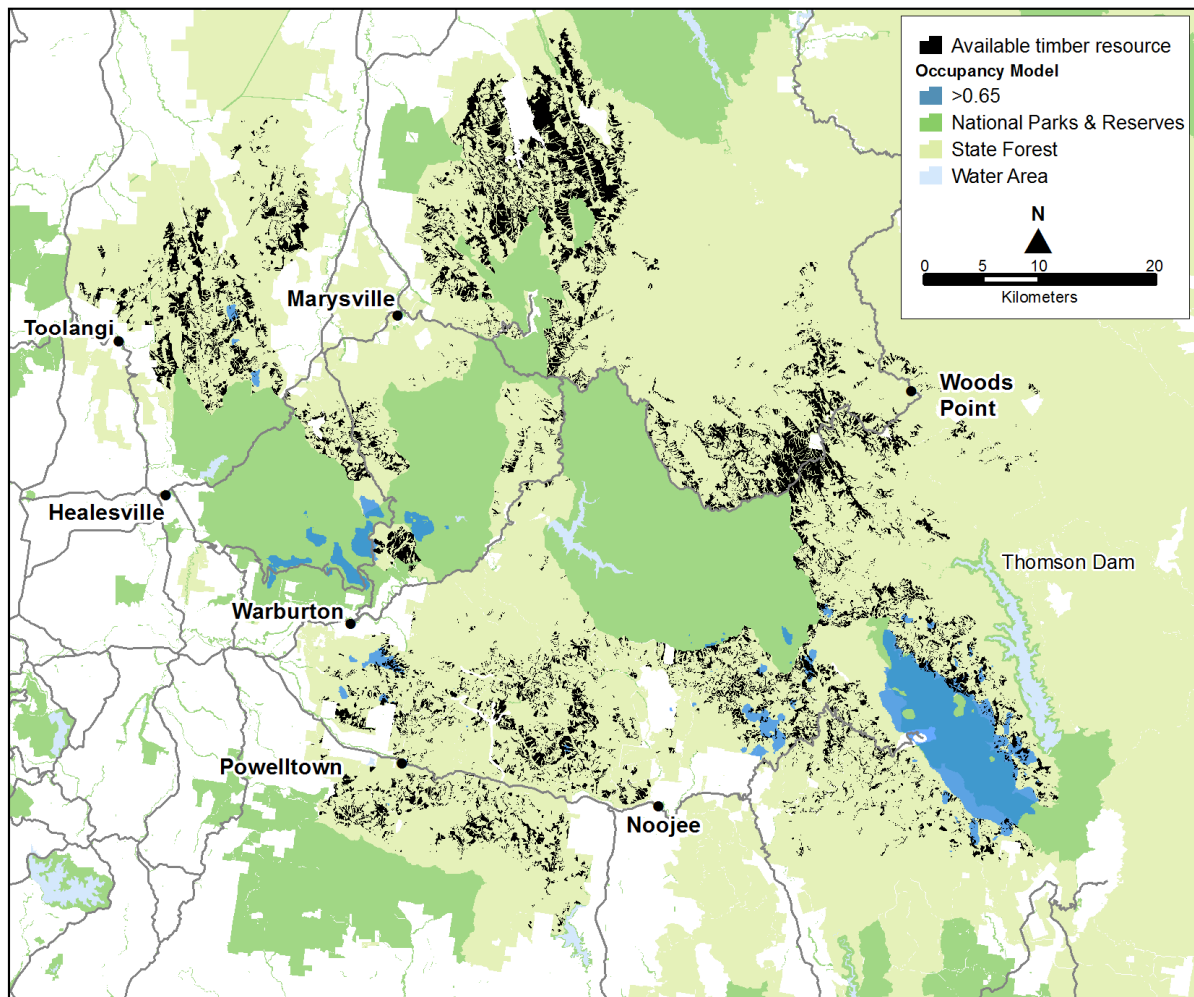 Available timber resource
Occupancy Model
>0.65
National Parks & Reserves
State Forest
Water Area
N
0 5 10 20
Kilometers
Marysville
Toolangi
Woods
Point
Healesville
Thomson Dam
Warburton
Powelltown
Noojee